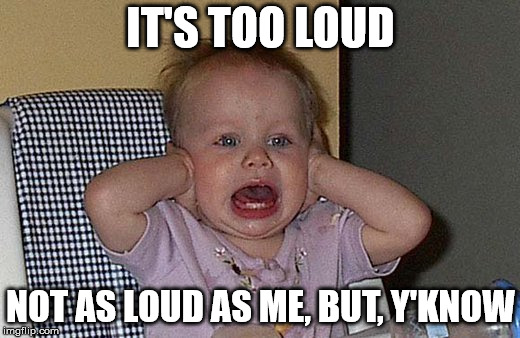 IT'S TOO LOUD
NOT AS LOUD AS ME, BUT, Y'KNOW
imgflip.com